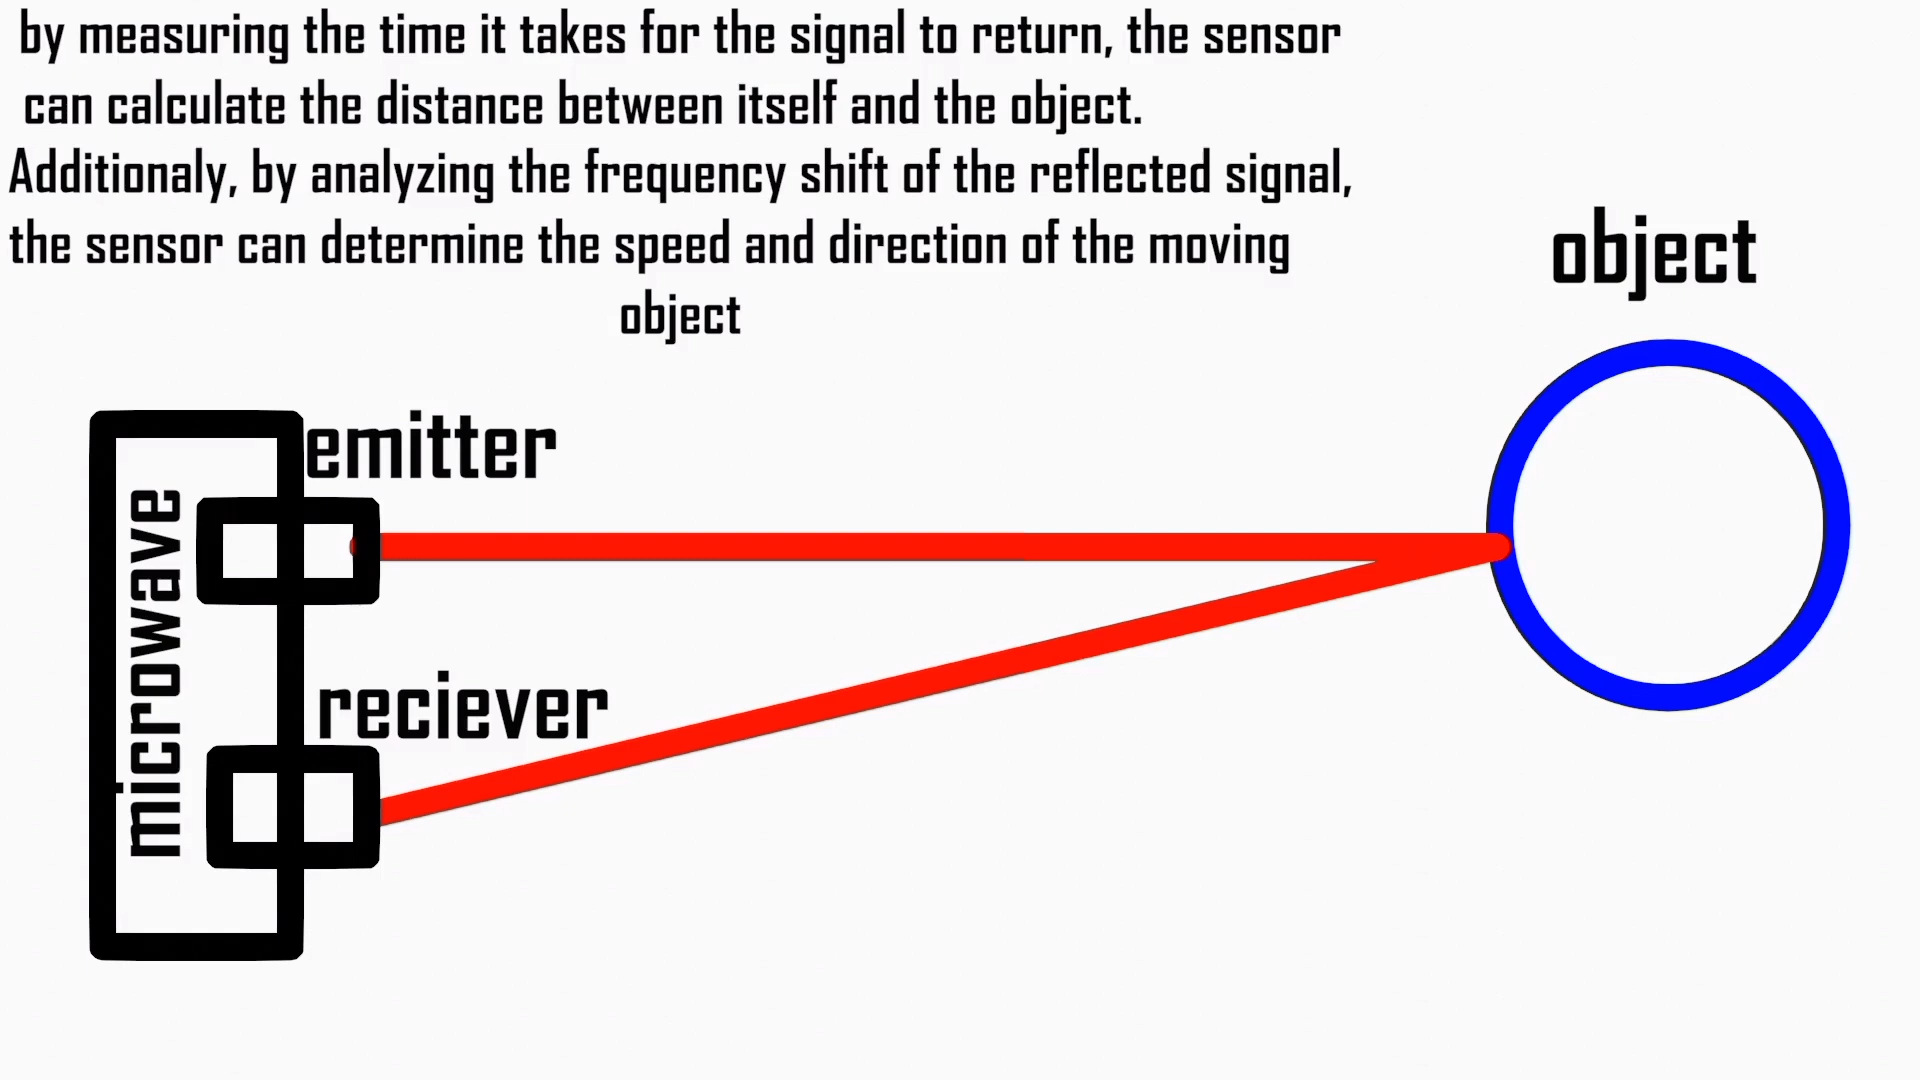 by measuring the time it takes for the signal to return, the sensor
can calculate the distance between itself and the object.
Additionaly, by analyzing the frequency shift of the reflected signal,
the sensor can determine the speed and direction of the moving
object
object
emitter
microwave
reciever